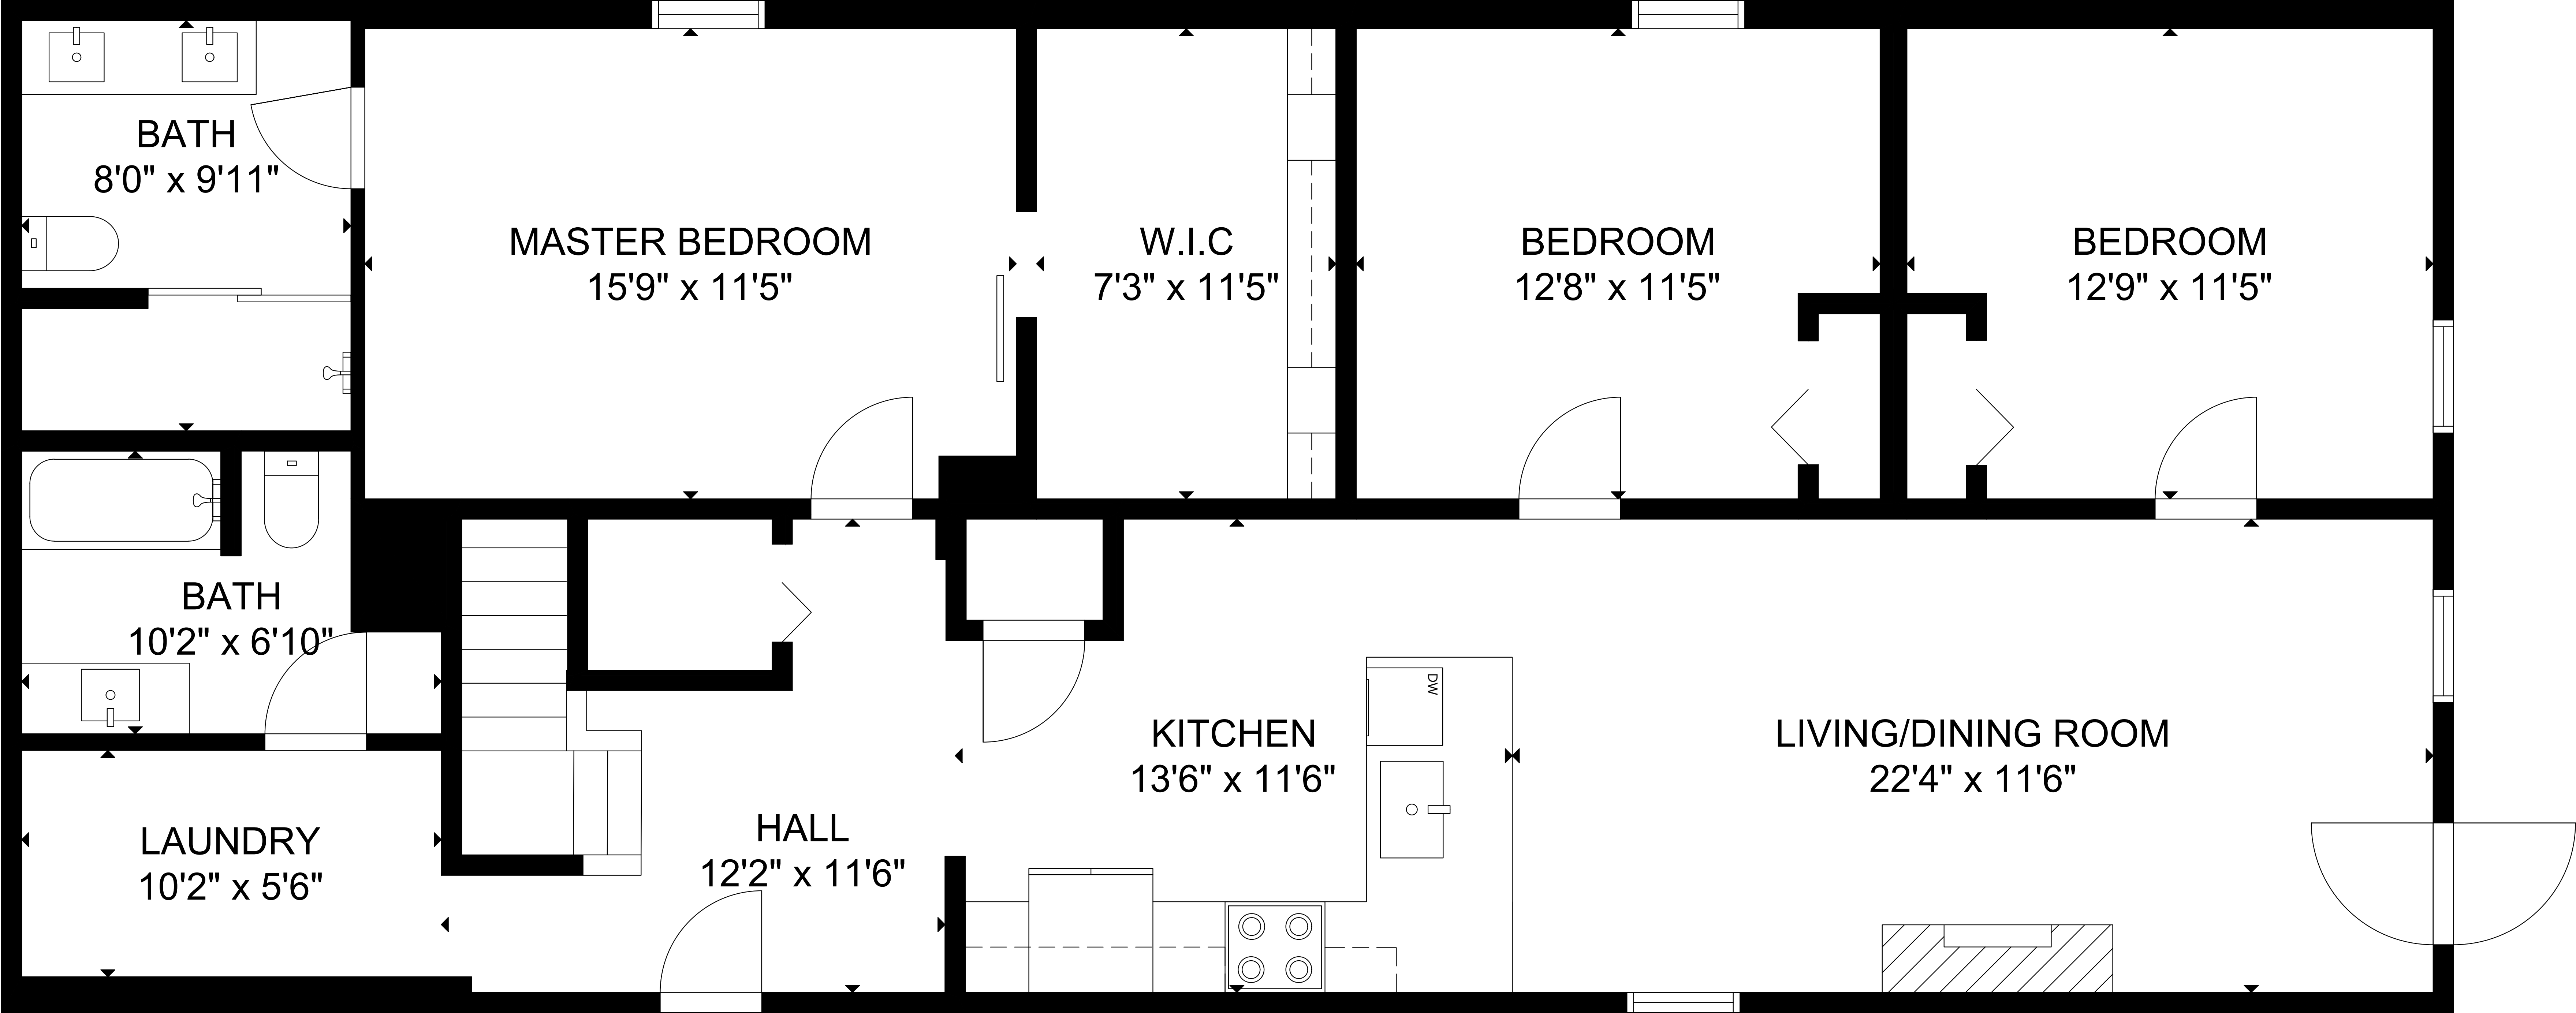 BATH
8'0" x 9'11"
MASTER BEDROOM
15'9" x 11'5"
W.I.C
7'3" x 11'5"
BEDROOM
12'8" x 11'5"
BEDROOM
12'9" x 11'5"
BATH
10'2" x 6'10"
DW
KITCHEN
13'6" x 11'6"
LIVING/DINING ROOM
22'4" x 11'6"
LAUNDRY
10'2" x 5'6"
HALL
12'2" x 11'6"